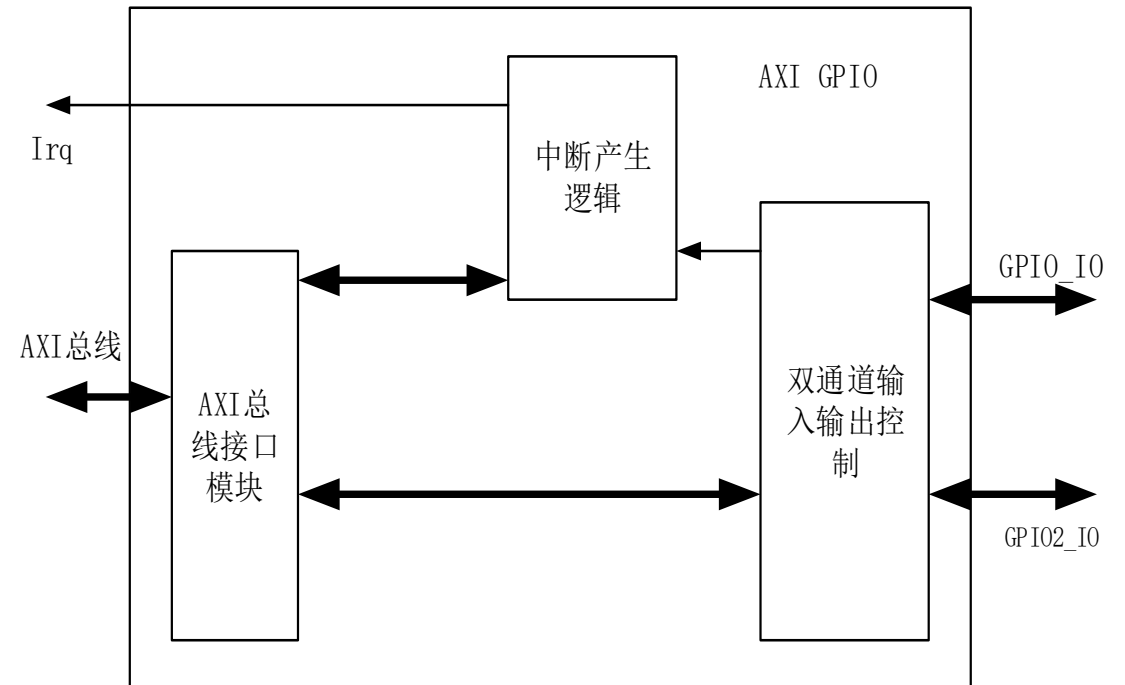 AXI GPIO
Irq
中断产生
逻辑
GPIO_IO
AXI总线
AXI总
线接口
模块
双通道输
入输出控
制
GPIO2_IO